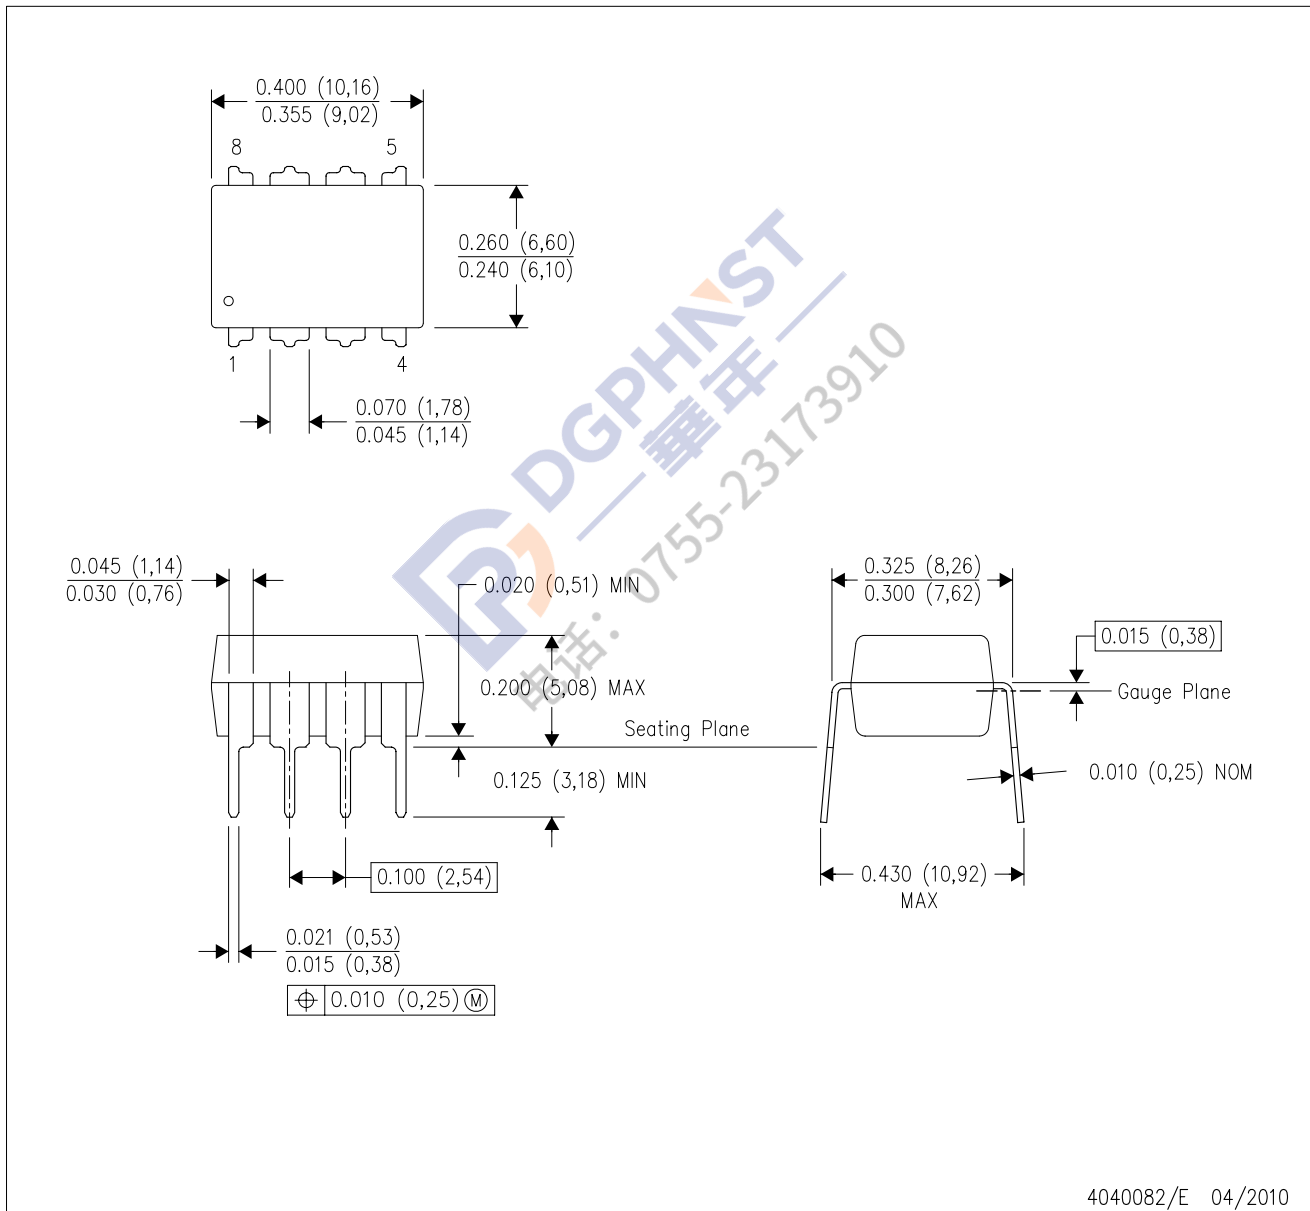 0.400 (10,16)
0.355 (9,02)
8
5
0.260 (6,60)
0.240 (6,10)
1
4
0.070 (1,78)
0.045 (1,14)
DGPHNST
華年
电话：0755-23173910
0.045 (1,14)
0.030 (0,76)
0.020 (0,51) MIN
0.325 (8,26)
0.300 (7,62)
0.015 (0,38)
0.200 (5,08) MAX
Gauge Plane
Seating Plane
0.125 (3,18) MIN
0.010 (0,25) NOM
0.100 (2,54)
0.430 (10,92)
MAX
0.021 (0,53)
0.015 (0,38)
⌖ 0.010 (0,25) Ⓜ
4040082/E 04/2010